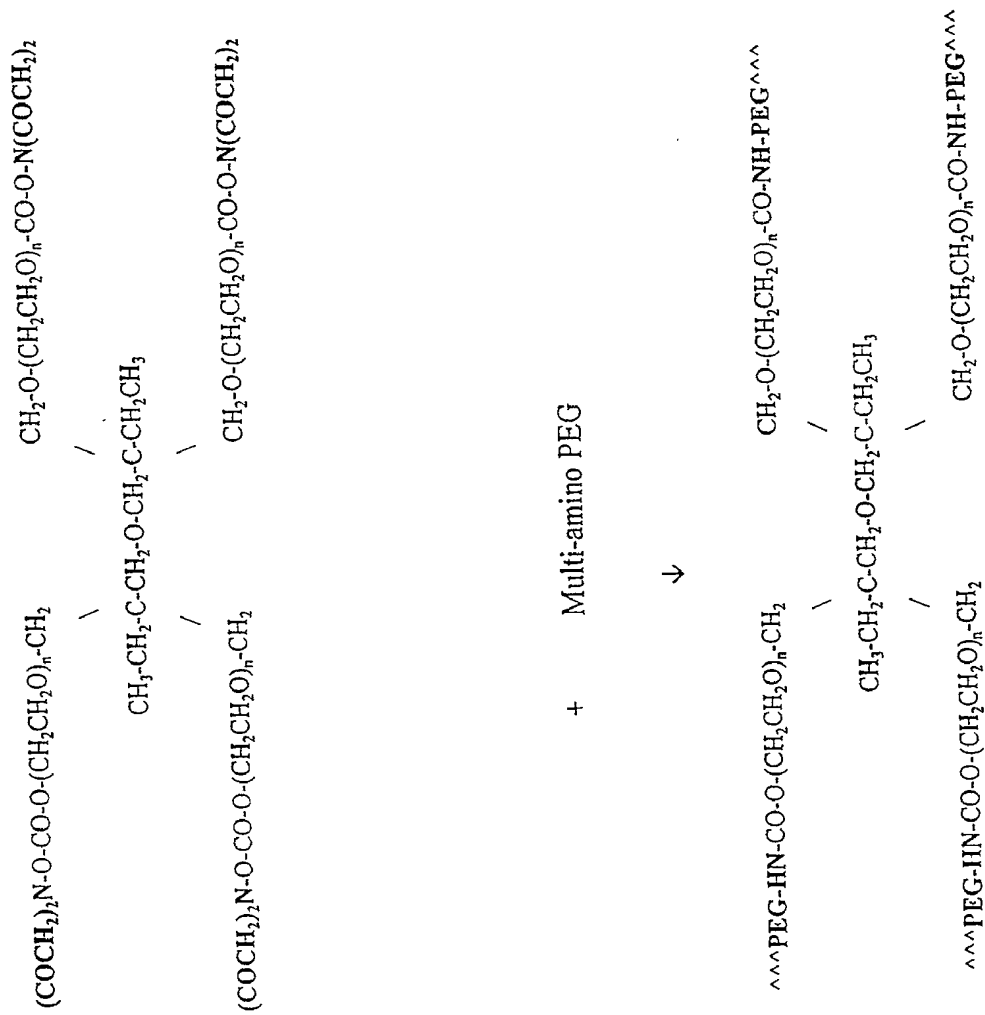 (COCH₂)₂N-O-CO-O-(CH₂CH₂O)ₙ-CH₂ CH₂-O-(CH₂CH₂O)ₙ-CO-O-N(COCH₂)₂
\ /
CH₃-CH₂-C-CH₂-O-CH₂-C-CH₂CH₃
/ \
(COCH₂)₂N-O-CO-O-(CH₂CH₂O)ₙ-CH₂ CH₂-O-(CH₂CH₂O)ₙ-CO-O-N(COCH₂)₂
+ Multi-amino PEG
↓
^^^PEG-HN-CO-O-(CH₂CH₂O)ₙ-CH₂ CH₂-O-(CH₂CH₂O)ₙ-CO-NH-PEG^^^
\ /
CH₃-CH₂-C-CH₂-O-CH₂-C-CH₂CH₃
/ \
^^^PEG-HN-CO-O-(CH₂CH₂O)ₙ-CH₂ CH₂-O-(CH₂CH₂O)ₙ-CO-NH-PEG^^^